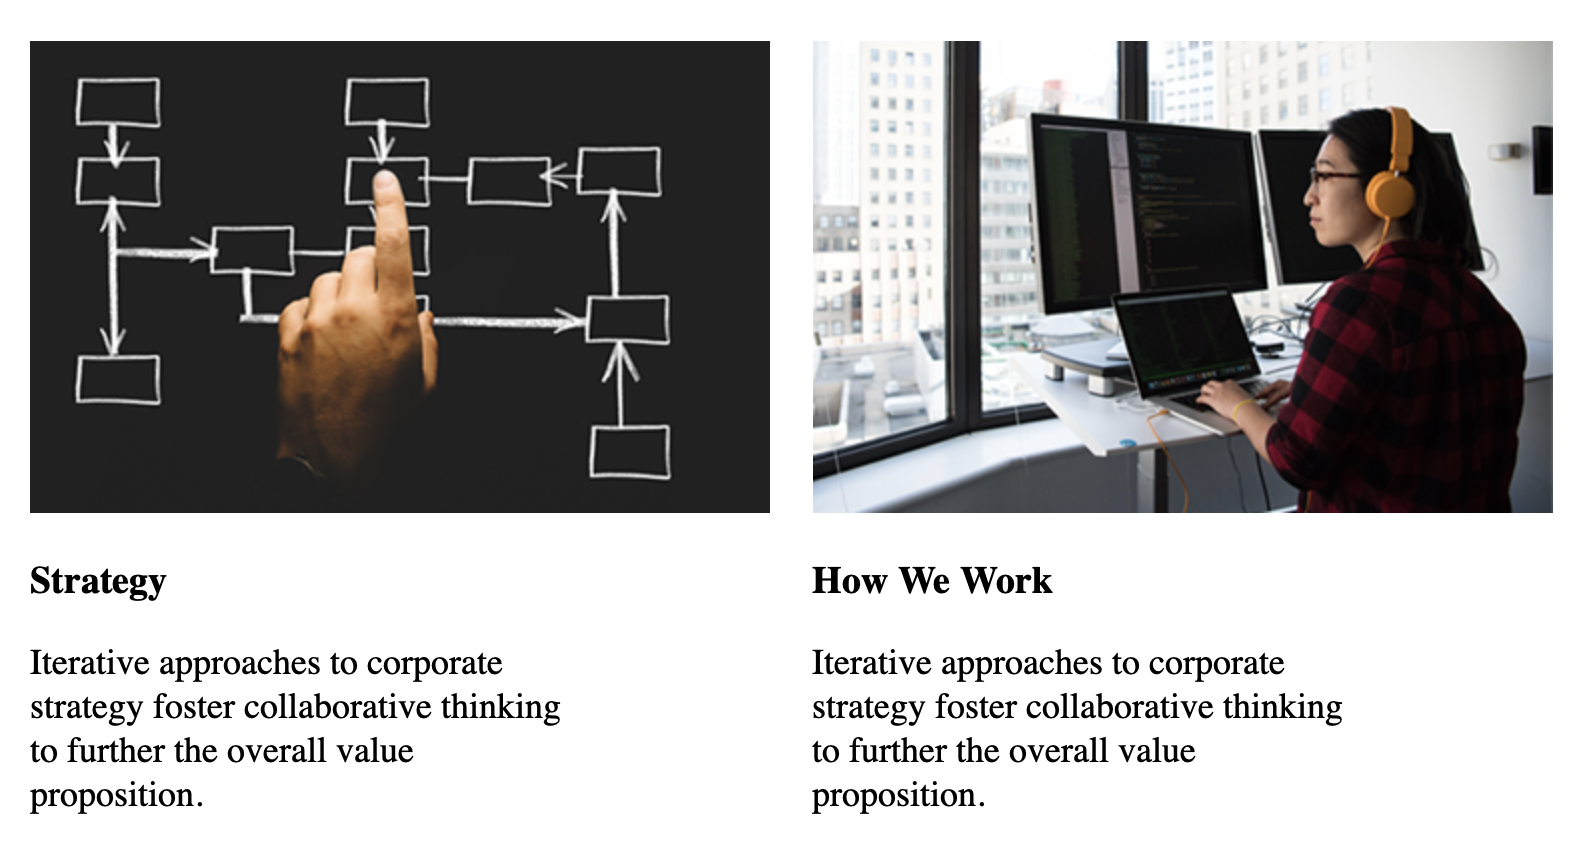 Strategy
Iterative approaches to corporate
strategy foster collaborative thinking
to further the overall value
proposition.
How We Work
Iterative approaches to corporate
strategy foster collaborative thinking
to further the overall value
proposition.